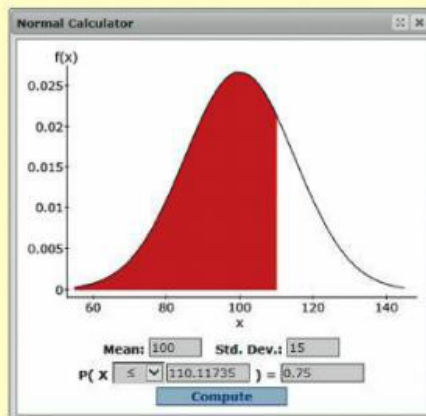 Normal Calculator
f(x)
0.025
0.02
0.015
0.01
0.005
0
60 80 100 120 140
x
Mean: 100 Std. Dev.: 15
P( X ≤ 110.11735 ) = 0.75
Compute